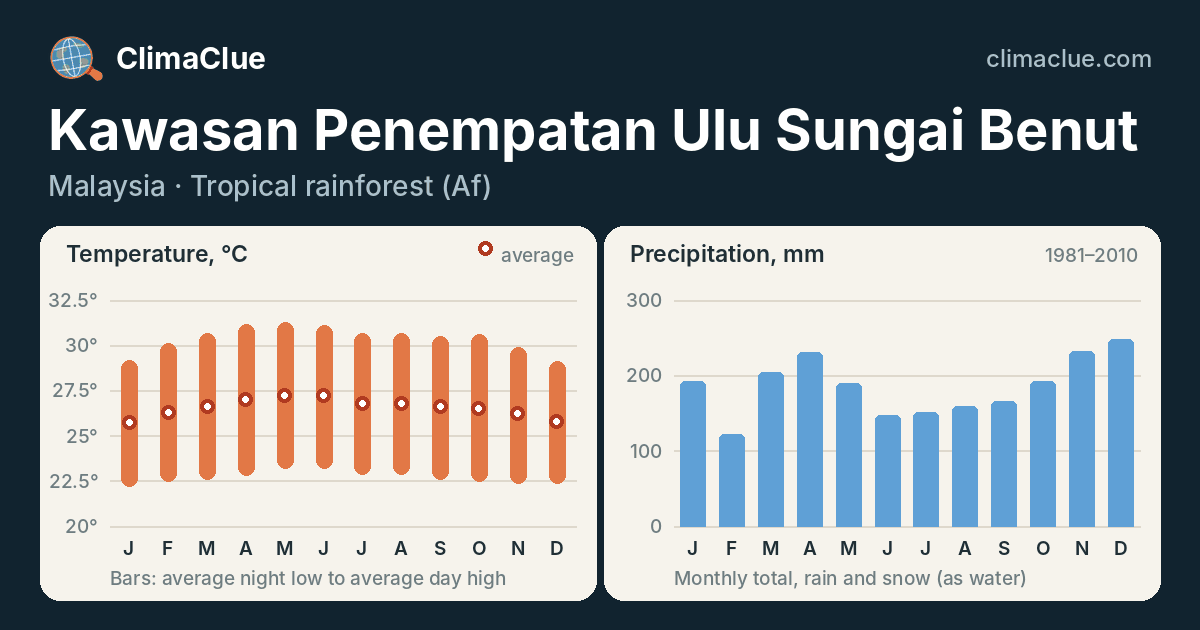 ClimaClue
climaclue.com
Kawasan Penempatan Ulu Sungai Benut
Malaysia · Tropical rainforest (Af)
Temperature, °C
average
32.5°
30°
27.5°
25°
22.5°
20°
J F M A M J J A S O N D
Bars: average night low to average day high
Precipitation, mm
1981–2010
300
200
100
0
J F M A M J J A S O N D
Monthly total, rain and snow (as water)